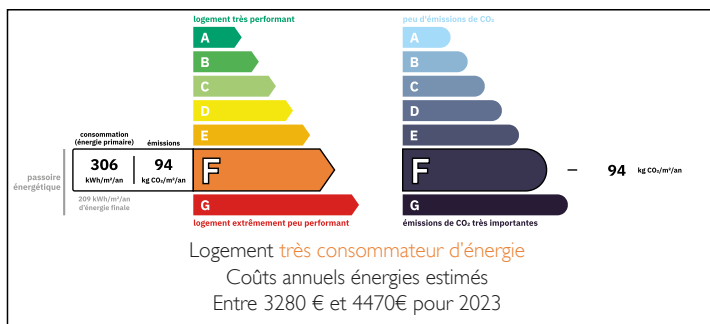 logement très performant
A
B
C
D
E
consommation
(énergie primaire)
émissions
306
kWh/m²/an
94
kg CO₂/m²/an
F
passoire
énergétique
209 kWh/m²/an
d'énergie finale
G
logement extrêmement peu performant
peu d'émissions de CO₂
A
B
C
D
E
F
94 kg CO₂/m²/an
G
émissions de CO₂ très importantes
Logement très consommateur d'énergie
Coûts annuels énergies estimés
Entre 3280 € et 4470€ pour 2023